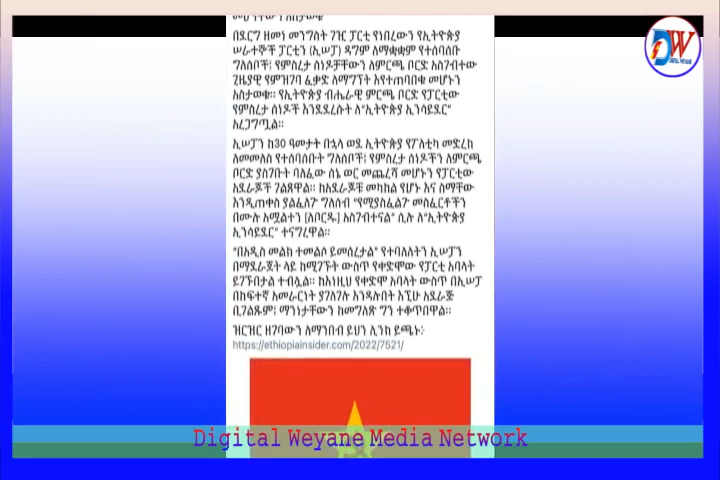 በደርግ ዘመነ መንግስት ገዢ ፓርቲ የነበረውን የኢትዮጵያ
ሠራተኞች ፓርቲን (ኢሠፓ) ዳግም ለማቋቋም የተሰባሰቡ
ግለሰቦች፤ የምስረታ ሰነዶቻቸውን ለምርጫ ቦርድ አስገብተው
ጊዜያዊ የምዝገባ ፈቃድ ለማግኘት እየተጠባበቁ መሆኑን
አስታወቁ። የኢትዮጵያ ብሔራዊ ምርጫ ቦርድ የፓርቲውን
የምስረታ ሰነዶች እንደደረሱት ለ"ኢትዮጵያ ኢንሳይደር"
አረጋግጧል።
ኢሠፓን ከ30 ዓመታት በኋላ ወደ ኢትዮጵያ የፖለቲካ መድረክ
ለመመለስ የተሰባሰቡት ግለሰቦች፤ የምስረታ ሰነዶችን ለምርጫ
ቦርድ ያስገቡት ባለፈው ሰኔ ወር መጨረሻ መሆኑን የፓርቲው
አደራጆች ገልጸዋል። ከአደራጆቹ መካከል የሆኑ እና ስማቸው
እንዲጠቀስ ያልፈለጉ ግለሰብ "የሚያስፈልጉ መስፈርቶችን
በሙሉ አሟልተን [ለቦርዱ] አስገብተናል" ሲሉ ለ"ኢትዮጵያ
ኢንሳይደር" ተናግረዋል።
"በአዲስ መልክ ተመልሶ ይመሰረታል" የተባለለትን ኢሠፓን
በማደራጀት ላይ ከሚገኙት ውስጥ የቀድሞው የፓርቲ አባላት
ይገኙበታል ተብሏል። ከእነዚህ የቀድሞ አባላት ውስጥ በኢሠፓ
በከፍተኛ አመራርነት ያገለገሉ እንዳሉበት እኚሁ አደራጅ
ቢገልጹም፤ ማንነታቸውን ከመግለጽ ግን ተቆጥበዋል።
ዝርዝር ዘገባውን ለማንበብ ይህን ሊንክ ይጫኑ፦
https://ethiopiainsider.com/2022/7521/
Digital Weyane Media Network
DW
DIGITAL WEYANE